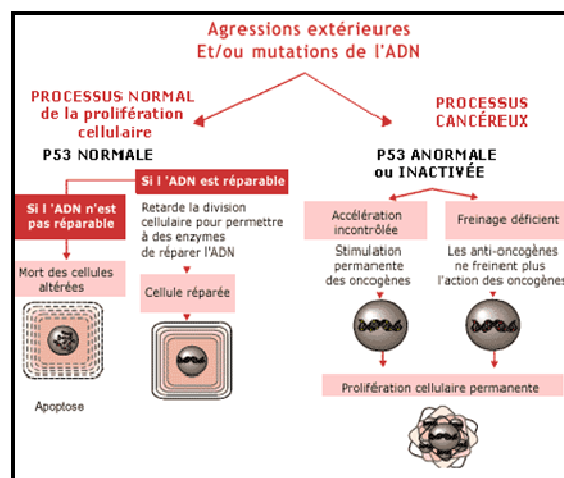 Agressions extérieures
Et/ou mutations de l'ADN
PROCESSUS NORMAL
de la prolifération
cellulaire
P53 NORMALE
Si l'ADN est réparable
Si l'ADN n'est
pas réparable
Retarde la division
cellulaire pour permettre
à des enzymes
de réparer l'ADN
Mort des cellules
altérées
Cellule réparée
Apoptose
PROCESSUS
CANCÉREUX
P53 ANORMALE
ou INACTIVÉE
Accélération
incontrôlée
Stimulation
permanente
des oncogènes
Freinage déficient
Les anti-oncogènes
ne freinent plus
l'action des oncogènes
Prolifération cellulaire permanente